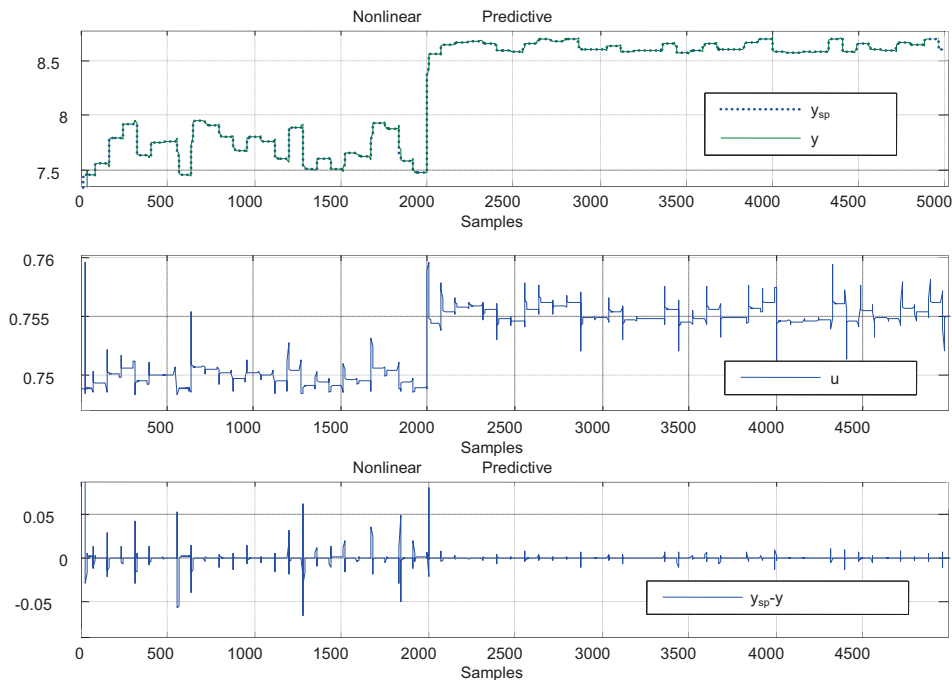 Nonlinear Predictive
8.5
8
7.5
0 500 1000 1500 2000 2500 3000 3500 4000 4500 5000
Samples
y_sp
y
0.76
0.755
0.75
500 1000 1500 2000 2500 3000 3500 4000 4500
Samples
u
Nonlinear Predictive
0.05
0
-0.05
0 500 1000 1500 2000 2500 3000 3500 4000 4500
Samples
y_sp-y